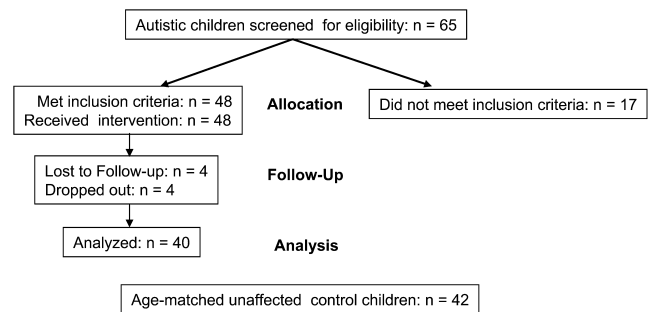 Autistic children screened for eligibility: n = 65
Met inclusion criteria: n = 48
Received intervention: n = 48
Allocation
Did not meet inclusion criteria: n = 17
Lost to Follow-up: n = 4
Dropped out: n = 4
Follow-Up
Analyzed: n = 40
Analysis
Age-matched unaffected control children: n = 42